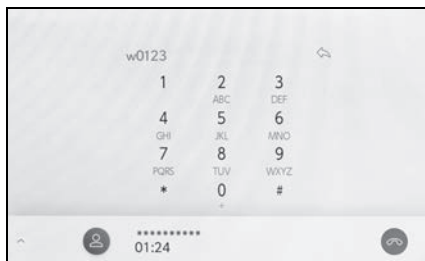 w0123
1 2 3
ABC DEF
4 5 6
GHI JKL MNO
7 8 9
PQRS TUV WXYZ
* 0 #
+
**********
01:24